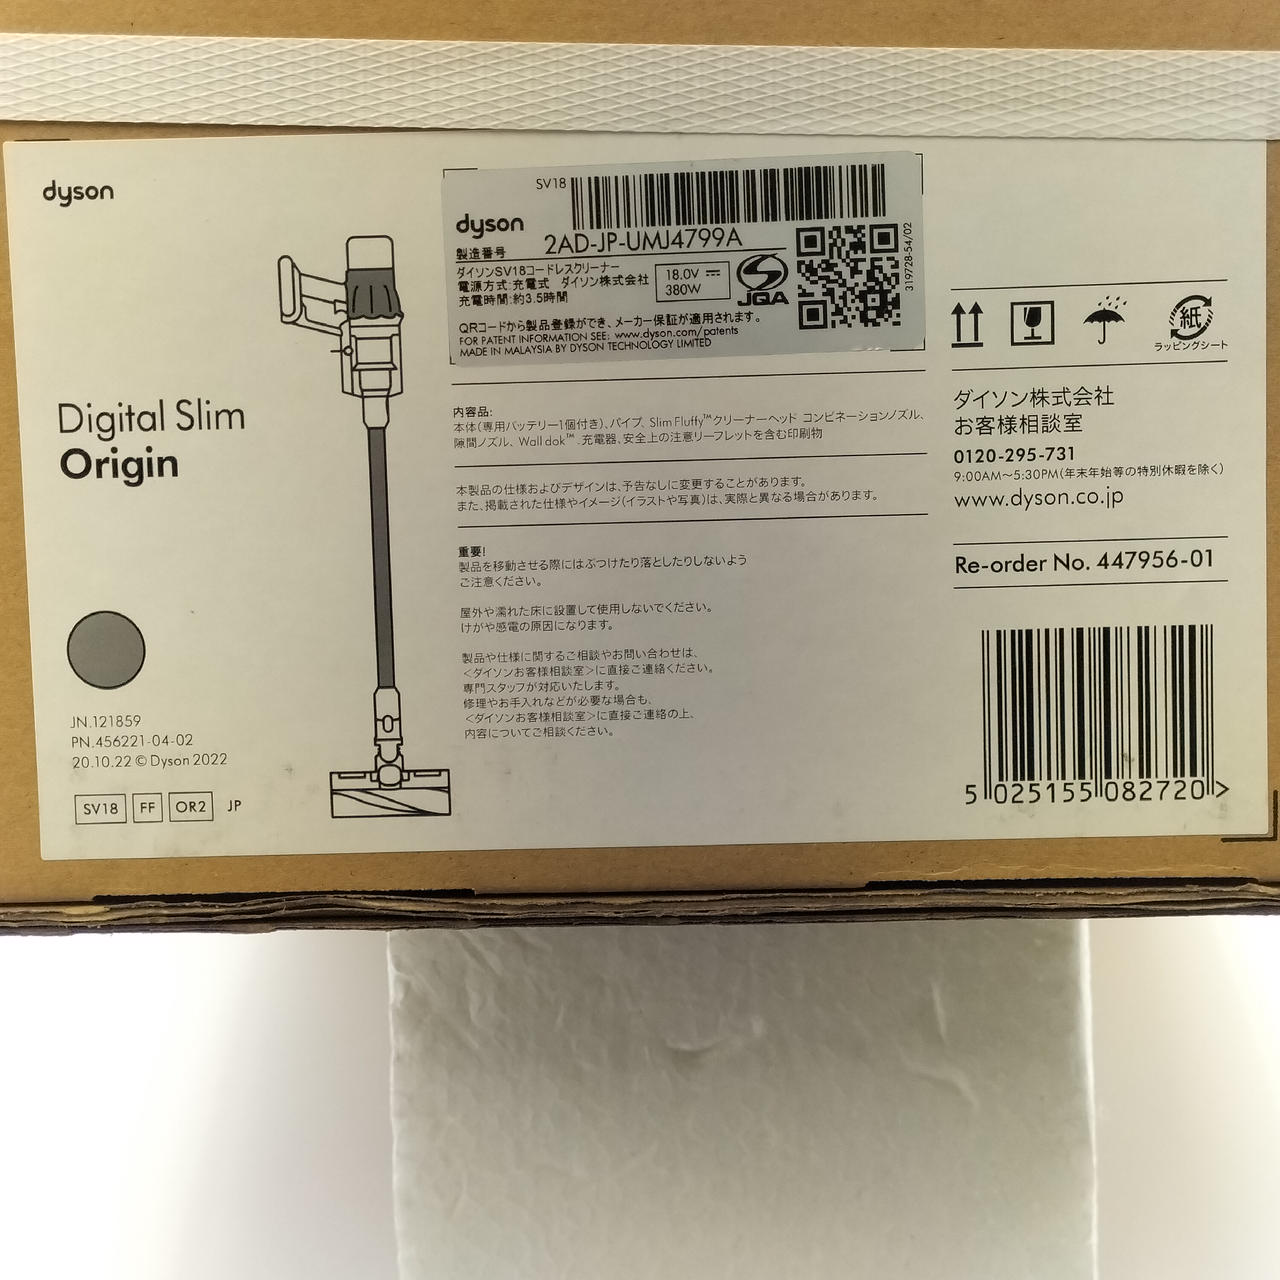 dyson
Digital Slim
Origin
JN.121859
PN.456221-04-02
20.10.22 © Dyson 2022
SV18 FF OR2 JP
SV18
dyson
製造番号 2AD-JP-UMJ4799A
ダイソンSV18コードレスクリーナー
電源方式:充電式 ダイソン株式会社
充電時間:約3.5時間
18.0V ⎓
380W
JQA
319728-54/02
QRコードから製品登録ができ、メーカー保証が適用されます。
FOR PATENT INFORMATION SEE: www.dyson.com/patents
MADE IN MALAYSIA BY DYSON TECHNOLOGY LIMITED
内容品:
本体(専用バッテリー1個付き)、パイプ、Slim Fluffy™クリーナーヘッド コンビネーションノズル、
隙間ノズル、Wall dok™、充電器、安全上の注意リーフレットを含む印刷物
本製品の仕様およびデザインは、予告なしに変更することがあります。
また、掲載された仕様やイメージ(イラストや写真)は、実際と異なる場合があります。
重要!
製品を移動させる際にはぶつけたり落としたりしないよう
ご注意ください。
屋外や濡れた床に設置して使用しないでください。
けがや感電の原因になります。
製品や仕様に関するご相談やお問い合わせは、
<ダイソンお客様相談室>に直接ご連絡ください。
専門スタッフが対応いたします。
修理やお手入れなどが必要な場合も、
<ダイソンお客様相談室>に直接ご連絡の上、
内容についてご相談ください。
紙
ラッピングシート
ダイソン株式会社
お客様相談室
0120-295-731
9:00AM〜5:30PM(年末年始等の特別休暇を除く)
www.dyson.co.jp
Re-order No. 447956-01
5 025155 082720 >